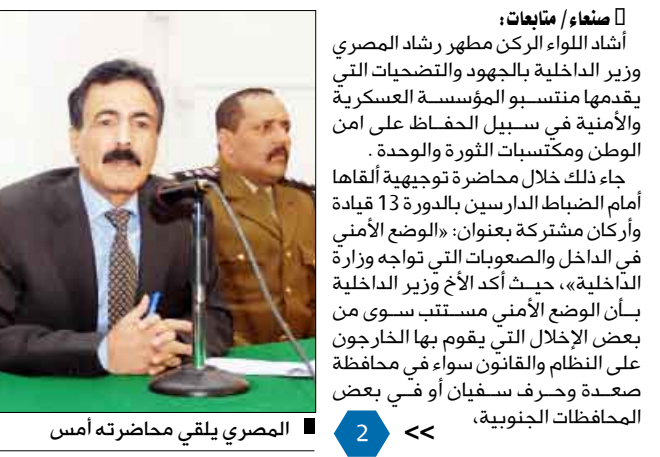 صنعاء / متابعات :
أشاد اللواء الركن مطهر رشاد المصري
وزير الداخلية بالجهود والتضحيات التي
يقدمها منتسبو المؤسسة العسكرية
والأمنية في سبيل الحفاظ على امن
الوطن ومكتسبات الثورة والوحدة .
جاء ذلك خلال محاضرة توجيهية ألقاها
أمام الضباط الدارسين بالدورة 13 قيادة
وأركان مشتركة بعنوان: «الوضع الأمني
في الداخل والصعوبات التي تواجه وزارة
الداخلية»، حيث أكد الأخ وزير الداخلية
بأن الوضع الأمني مستتب سوى من
بعض الإخلال التي يقوم بها الخارجون
على النظام والقانون سواء في محافظة
صعدة وحرف سفيان أو في بعض
المحافظات الجنوبية،
>> 2
المصري يلقي محاضرته أمس